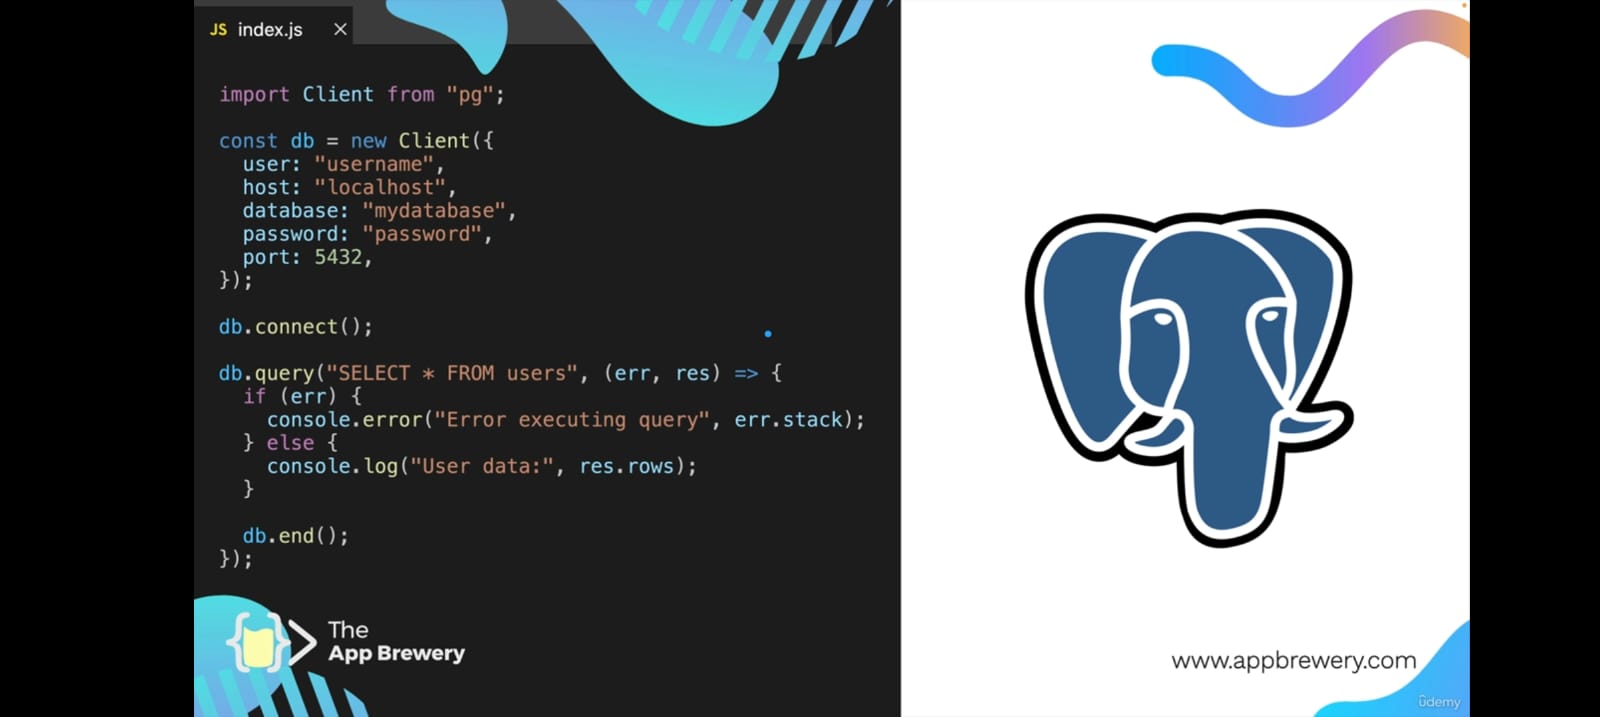 JS index.js ×
import Client from "pg";
const db = new Client({
  user: "username",
  host: "localhost",
  database: "mydatabase",
  password: "password",
  port: 5432,
});
db.connect();
db.query("SELECT * FROM users", (err, res) => {
  if (err) {
    console.error("Error executing query", err.stack);
  } else {
    console.log("User data:", res.rows);
  }
  db.end();
});
The
App Brewery
www.appbrewery.com
udemy